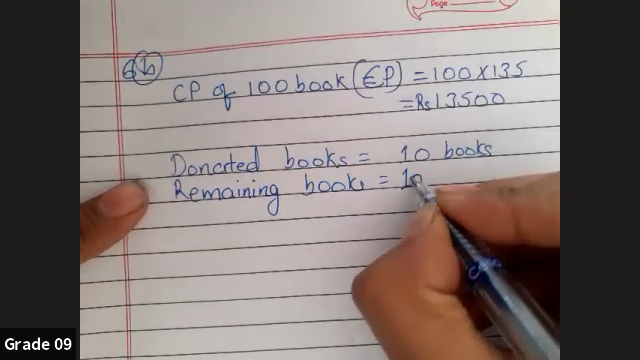 Page
6 b
CP of 100 book (CP) = 100 x 135
= Rs 13500
Donated books = 10 books
Remaining books = 10
Grade 09